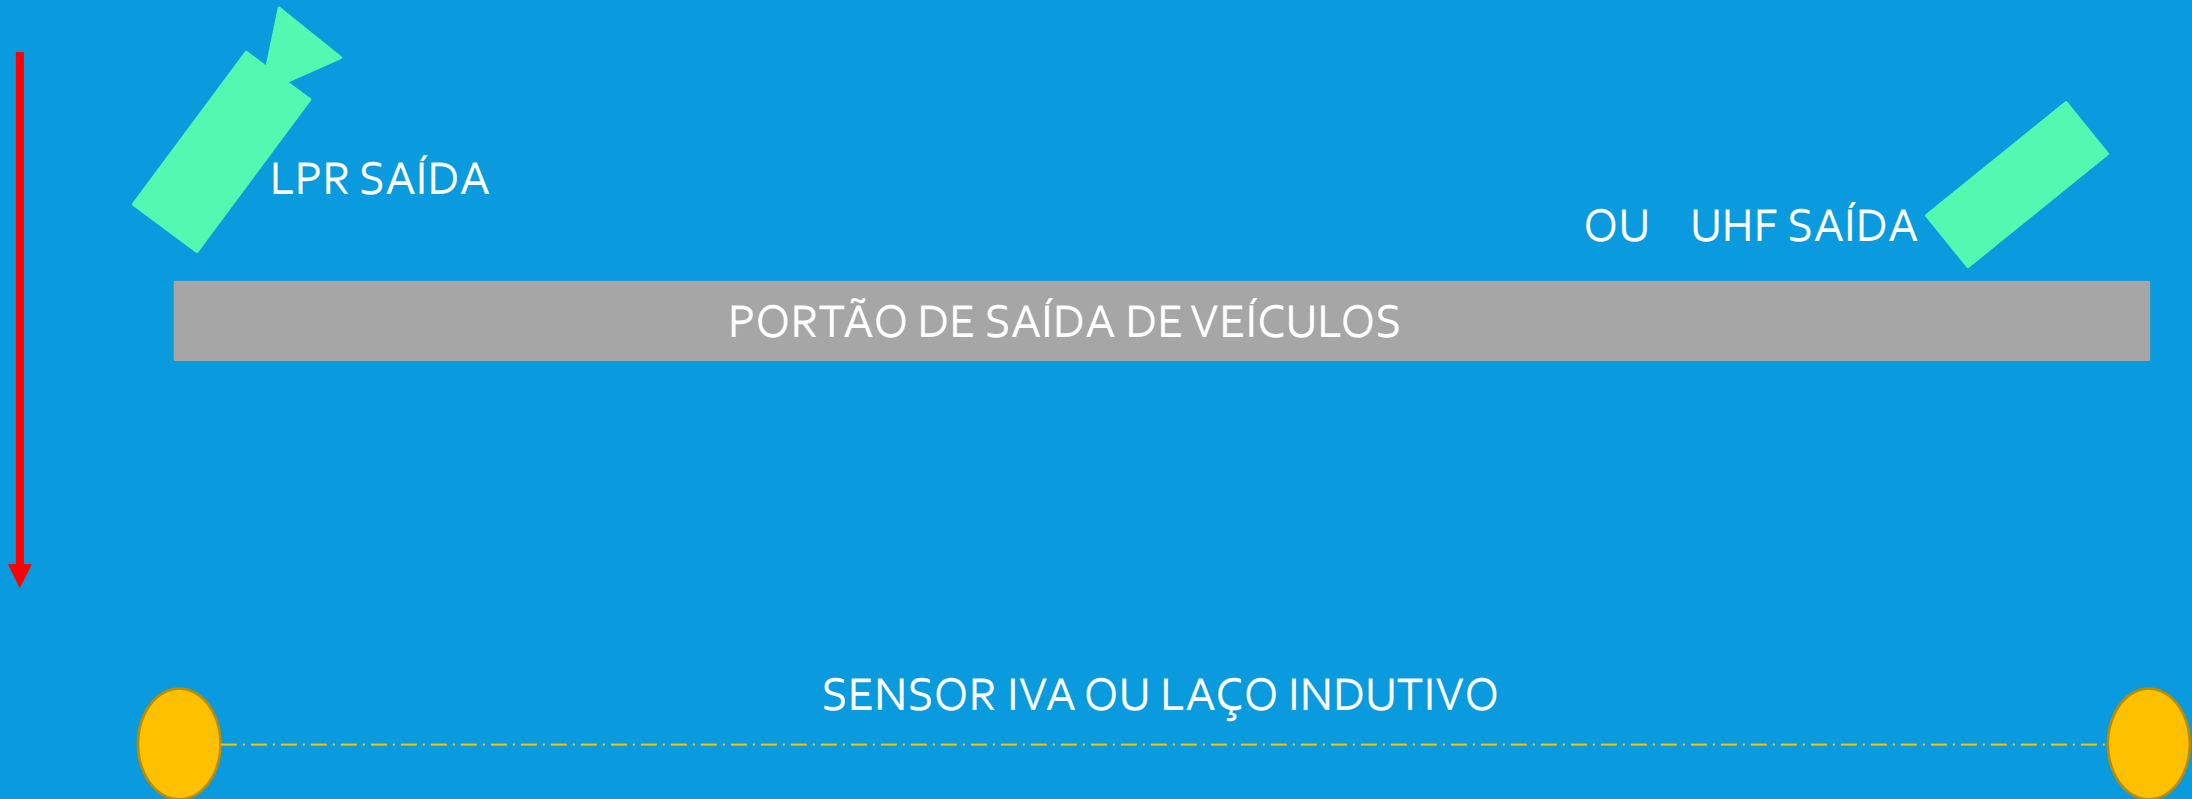 LPR SAÍDA
OU UHF SAÍDA
PORTÃO DE SAÍDA DE VEÍCULOS
SENSOR IVA OU LAÇO INDUTIVO